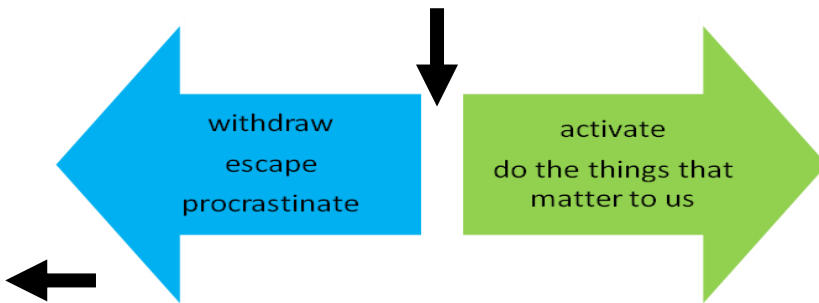 withdraw
escape
procrastinate
activate
do the things that
matter to us